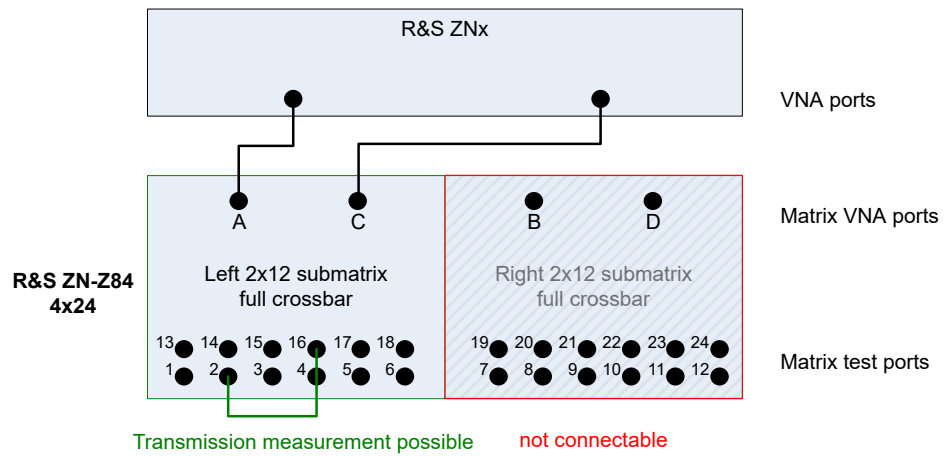 R&S ZNx
VNA ports
A
C
B
D
Matrix VNA ports
R&S ZN-Z84
4x24
Left 2x12 submatrix
full crossbar
Right 2x12 submatrix
full crossbar
13 14 15 16 17 18 19 20 21 22 23 24
1 2 3 4 5 6 7 8 9 10 11 12
Matrix test ports
Transmission measurement possible
not connectable